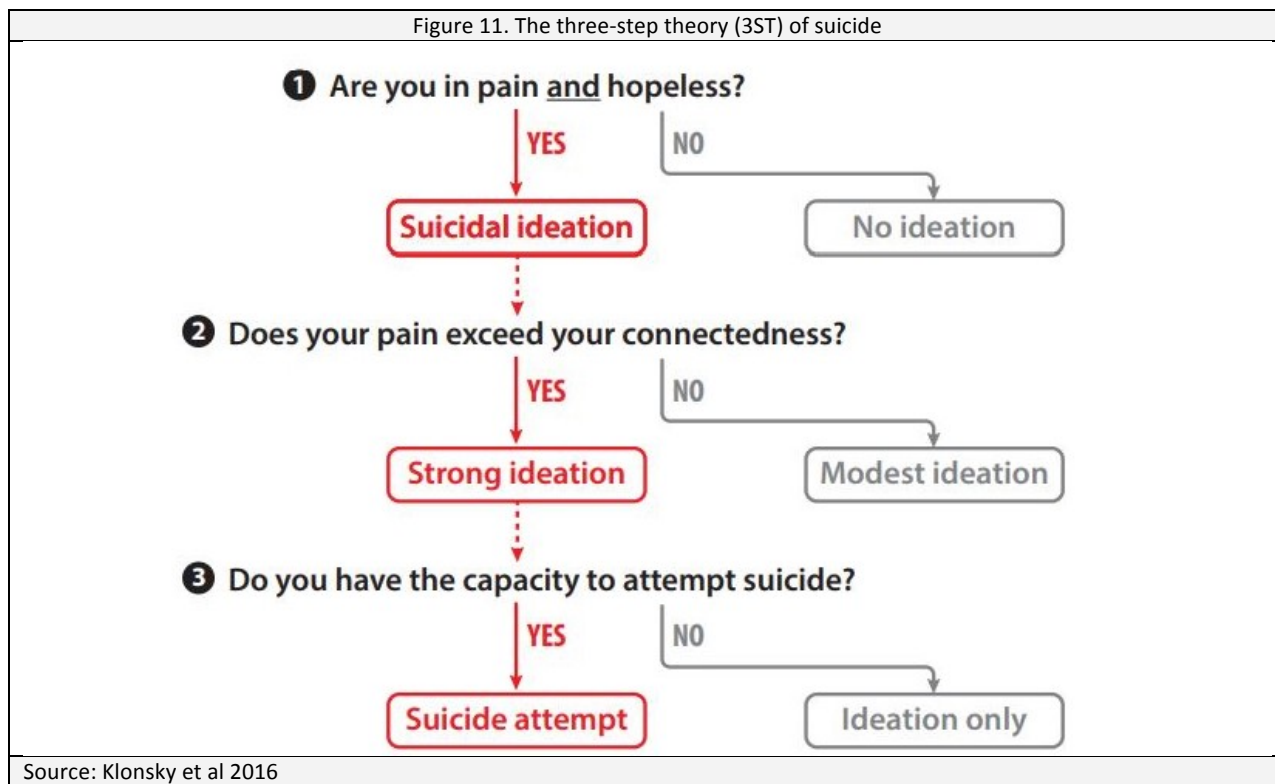 Figure 11. The three-step theory (3ST) of suicide
❶ Are you in pain and hopeless?
YES
NO
Suicidal ideation
No ideation
❷ Does your pain exceed your connectedness?
YES
NO
Strong ideation
Modest ideation
❸ Do you have the capacity to attempt suicide?
YES
NO
Suicide attempt
Ideation only
Source: Klonsky et al 2016